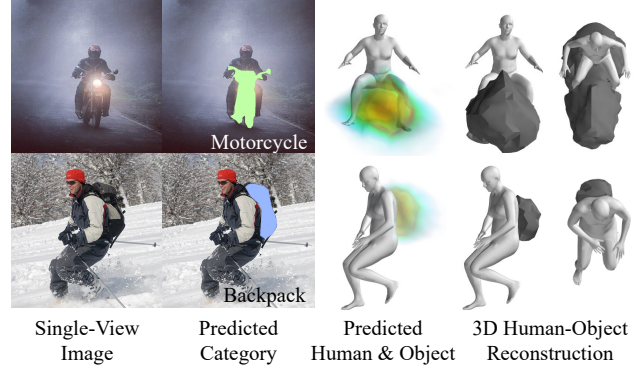 Motorcycle
Backpack
Single-View
Image
Predicted
Category
Predicted
Human & Object
3D Human-Object
Reconstruction